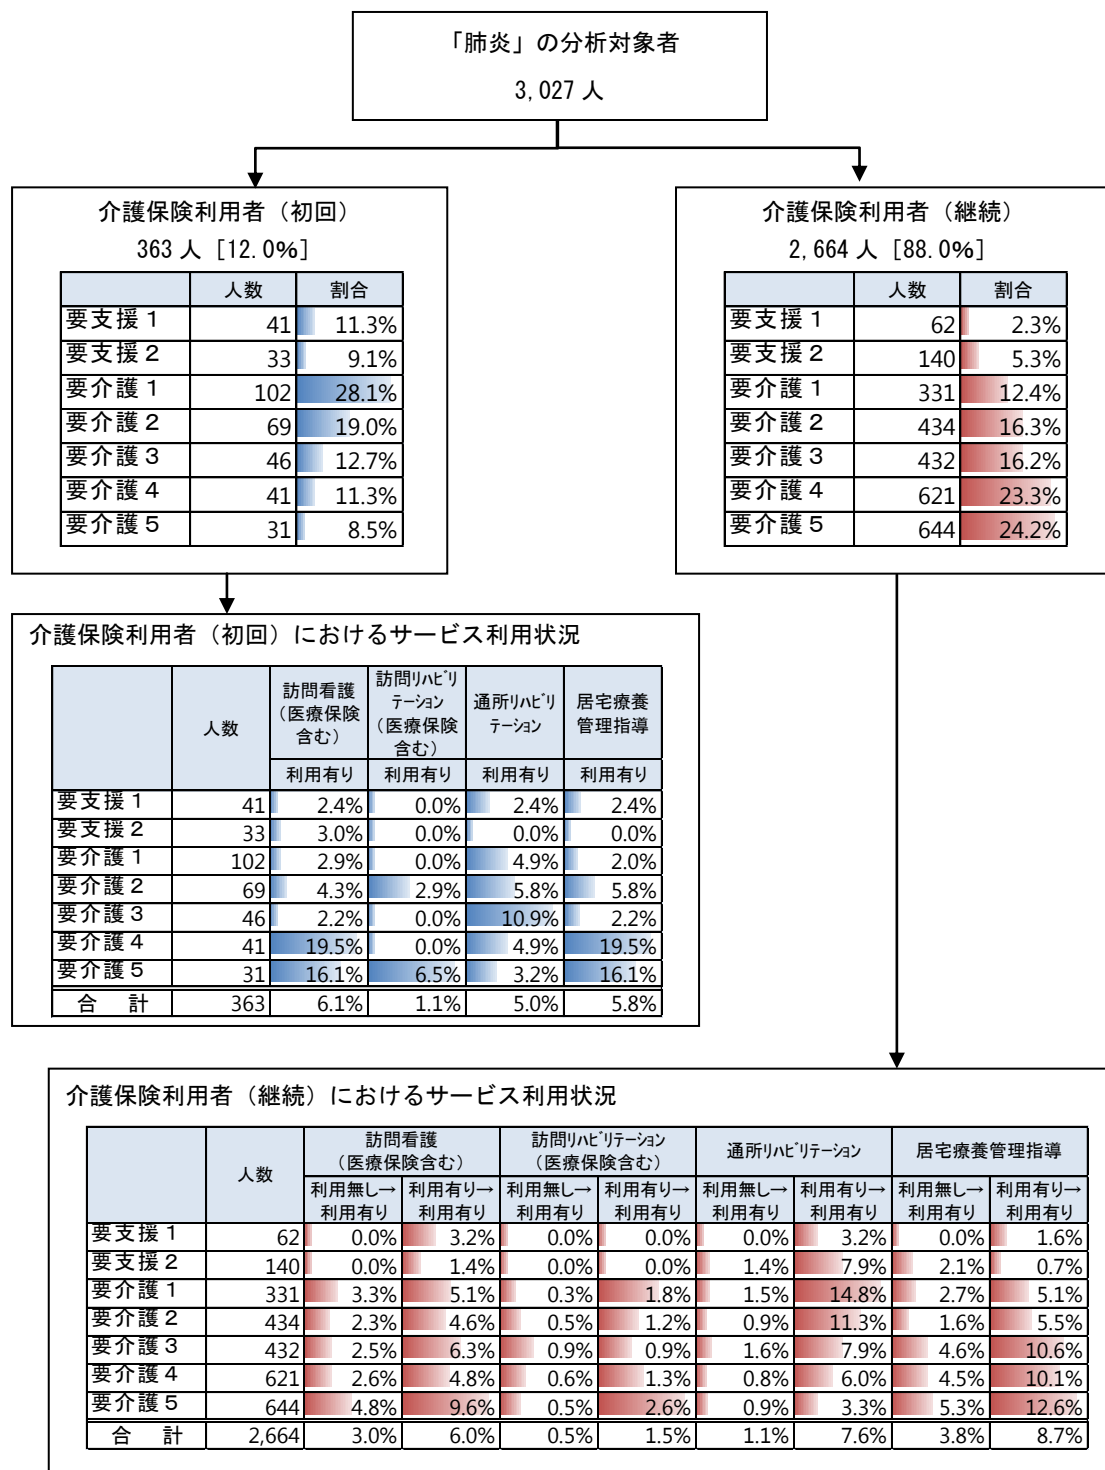 「肺炎」の分析対象者
3,027 人
介護保険利用者（初回）
363 人 [12.0%]
人数 割合
要支援１ 41 11.3%
要支援２ 33 9.1%
要介護１ 102 28.1%
要介護２ 69 19.0%
要介護３ 46 12.7%
要介護４ 41 11.3%
要介護５ 31 8.5%
介護保険利用者（継続）
2,664 人 [88.0%]
人数 割合
要支援１ 62 2.3%
要支援２ 140 5.3%
要介護１ 331 12.4%
要介護２ 434 16.3%
要介護３ 432 16.2%
要介護４ 621 23.3%
要介護５ 644 24.2%
介護保険利用者（初回）におけるサービス利用状況
人数
訪問看護
（医療保険
含む）
訪問ﾘﾊﾋﾞﾘ
ﾃｰｼｮﾝ
（医療保険
含む）
通所ﾘﾊﾋﾞﾘ
ﾃｰｼｮﾝ
居宅療養
管理指導
利用有り 利用有り 利用有り 利用有り
要支援１ 41 2.4% 0.0% 2.4% 2.4%
要支援２ 33 3.0% 0.0% 0.0% 0.0%
要介護１ 102 2.9% 0.0% 4.9% 2.0%
要介護２ 69 4.3% 2.9% 5.8% 5.8%
要介護３ 46 2.2% 0.0% 10.9% 2.2%
要介護４ 41 19.5% 0.0% 4.9% 19.5%
要介護５ 31 16.1% 6.5% 3.2% 16.1%
合 計 363 6.1% 1.1% 5.0% 5.8%
介護保険利用者（継続）におけるサービス利用状況
人数
訪問看護
（医療保険含む）
訪問ﾘﾊﾋﾞﾘﾃｰｼｮﾝ
（医療保険含む）
通所ﾘﾊﾋﾞﾘﾃｰｼｮﾝ
居宅療養管理指導
利用無し→ 利用有り→ 利用無し→ 利用有り→ 利用無し→ 利用有り→ 利用無し→ 利用有り→
利用有り 利用有り 利用有り 利用有り 利用有り 利用有り 利用有り 利用有り
要支援１ 62 0.0% 3.2% 0.0% 0.0% 0.0% 3.2% 0.0% 1.6%
要支援２ 140 0.0% 1.4% 0.0% 0.0% 1.4% 7.9% 2.1% 0.7%
要介護１ 331 3.3% 5.1% 0.3% 1.8% 1.5% 14.8% 2.7% 5.1%
要介護２ 434 2.3% 4.6% 0.5% 1.2% 0.9% 11.3% 1.6% 5.5%
要介護３ 432 2.5% 6.3% 0.9% 0.9% 1.6% 7.9% 4.6% 10.6%
要介護４ 621 2.6% 4.8% 0.6% 1.3% 0.8% 6.0% 4.5% 10.1%
要介護５ 644 4.8% 9.6% 0.5% 2.6% 0.9% 3.3% 5.3% 12.6%
合 計 2,664 3.0% 6.0% 0.5% 1.5% 1.1% 7.6% 3.8% 8.7%